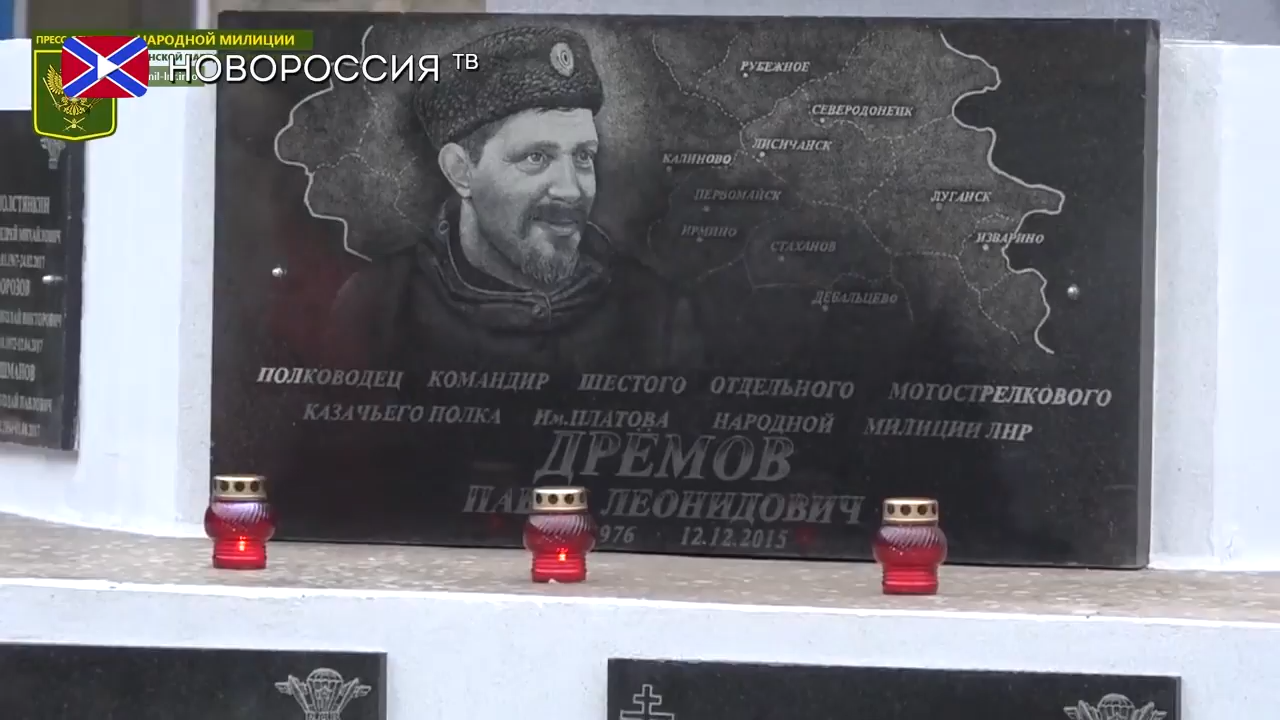 НАРОДНОЙ МИЛИЦИИ
НОВОРОССИЯ ТВ
РУБЕЖНОЕ
СЕВЕРОДОНЕЦК
ЛИСИЧАНСК
КАЛИНОВО
ПЕРВОМАЙСК
ЛУГАНСК
ИРМИНО
СТАХАНОВ
ИЗВАРИНО
ДЕБАЛЬЦЕВО
ПОЛКОВОДЕЦ КОМАНДИР ШЕСТОГО ОТДЕЛЬНОГО МОТОСТРЕЛКОВОГО
КАЗАЧЬЕГО ПОЛКА Им.ПЛАТОВА НАРОДНОЙ МИЛИЦИИ ЛНР
ДРЁМОВ
ЛЕОНИДОВИЧ
976 12.12.2015